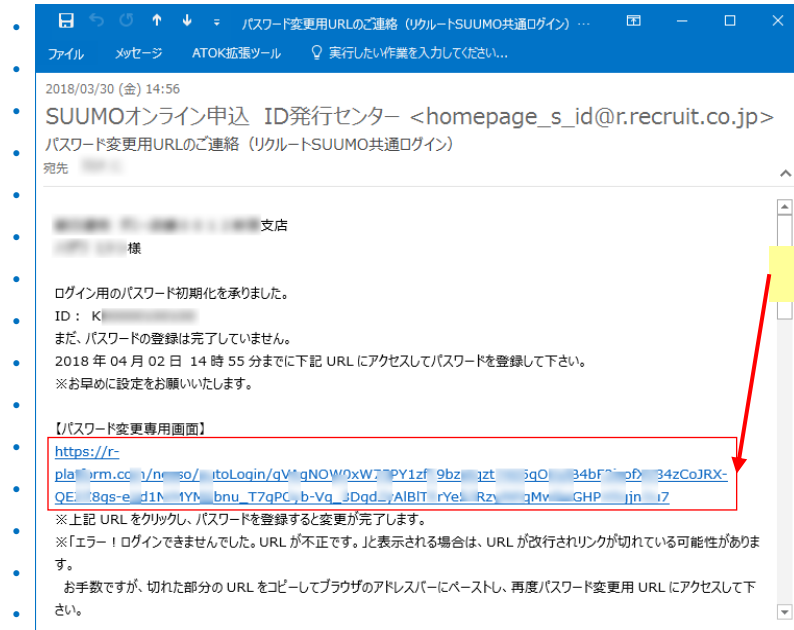 パスワード変更用URLのご連絡（リクルートSUUMO共通ログイン） …
ファイル メッセージ ATOK拡張ツール 実行したい作業を入力してください...
2018/03/30 (金) 14:56
SUUMOオンライン申込　ID発行センター <homepage_s_id@r.recruit.co.jp>
パスワード変更用URLのご連絡（リクルートSUUMO共通ログイン）
宛先
支店
様
ログイン用のパスワード初期化を承りました。
ID： K
まだ、パスワードの登録は完了していません。
2018 年 04 月 02 日 14 時 55 分までに下記 URL にアクセスしてパスワードを登録して下さい。
※お早めに設定をお願いいたします。
【パスワード変更専用画面】
https://r-
※上記 URL をクリックし、パスワードを登録すると変更が完了します。
※「エラー！ログインできませんでした。URL が不正です。」と表示される場合は、URL が改行されリンクが切れている可能性がありま
す。
お手数ですが、切れた部分の URL をコピーしてブラウザのアドレスバーにペーストし、再度パスワード変更用 URL にアクセスして下
さい。